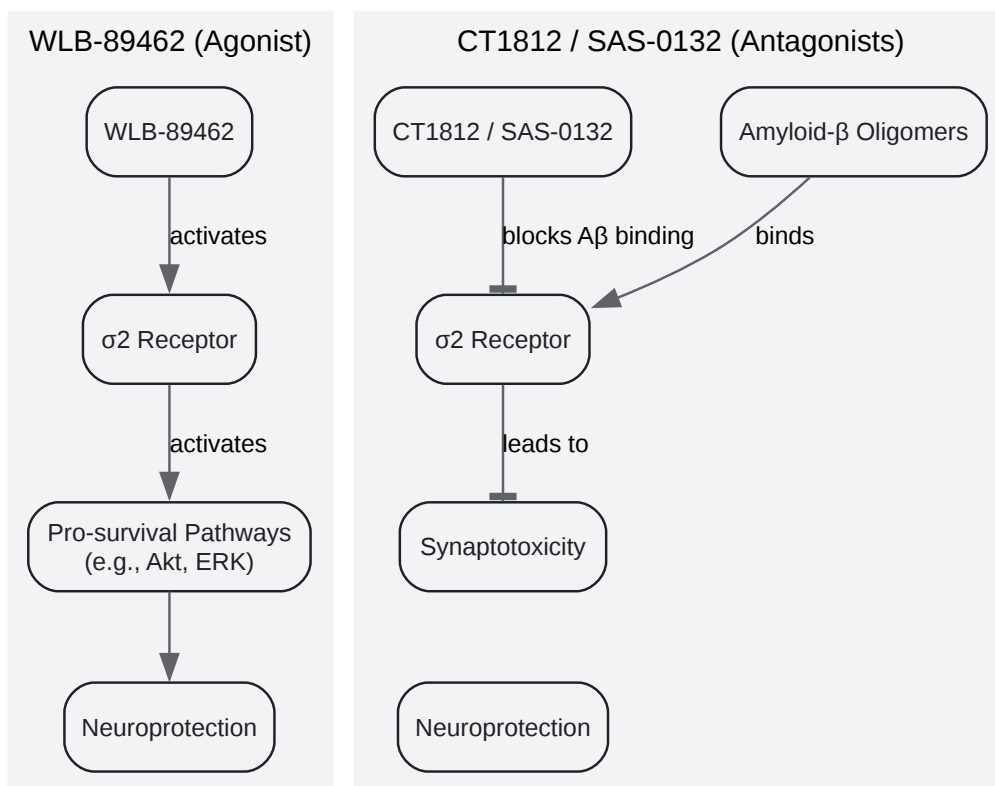 WLB-89462 (Agonist)
WLB-89462
activates
σ2 Receptor
activates
Pro-survival Pathways
(e.g., Akt, ERK)
Neuroprotection
CT1812 / SAS-0132 (Antagonists)
CT1812 / SAS-0132
Amyloid-β Oligomers
blocks Aβ binding
binds
σ2 Receptor
leads to
Synaptotoxicity
Neuroprotection